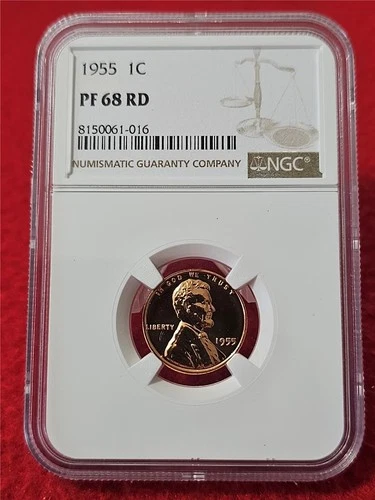 1955 1C
PF 68 RD
8150061-016
NUMISMATIC GUARANTY COMPANY
NGC®
IN GOD WE TRUST
LIBERTY
1955